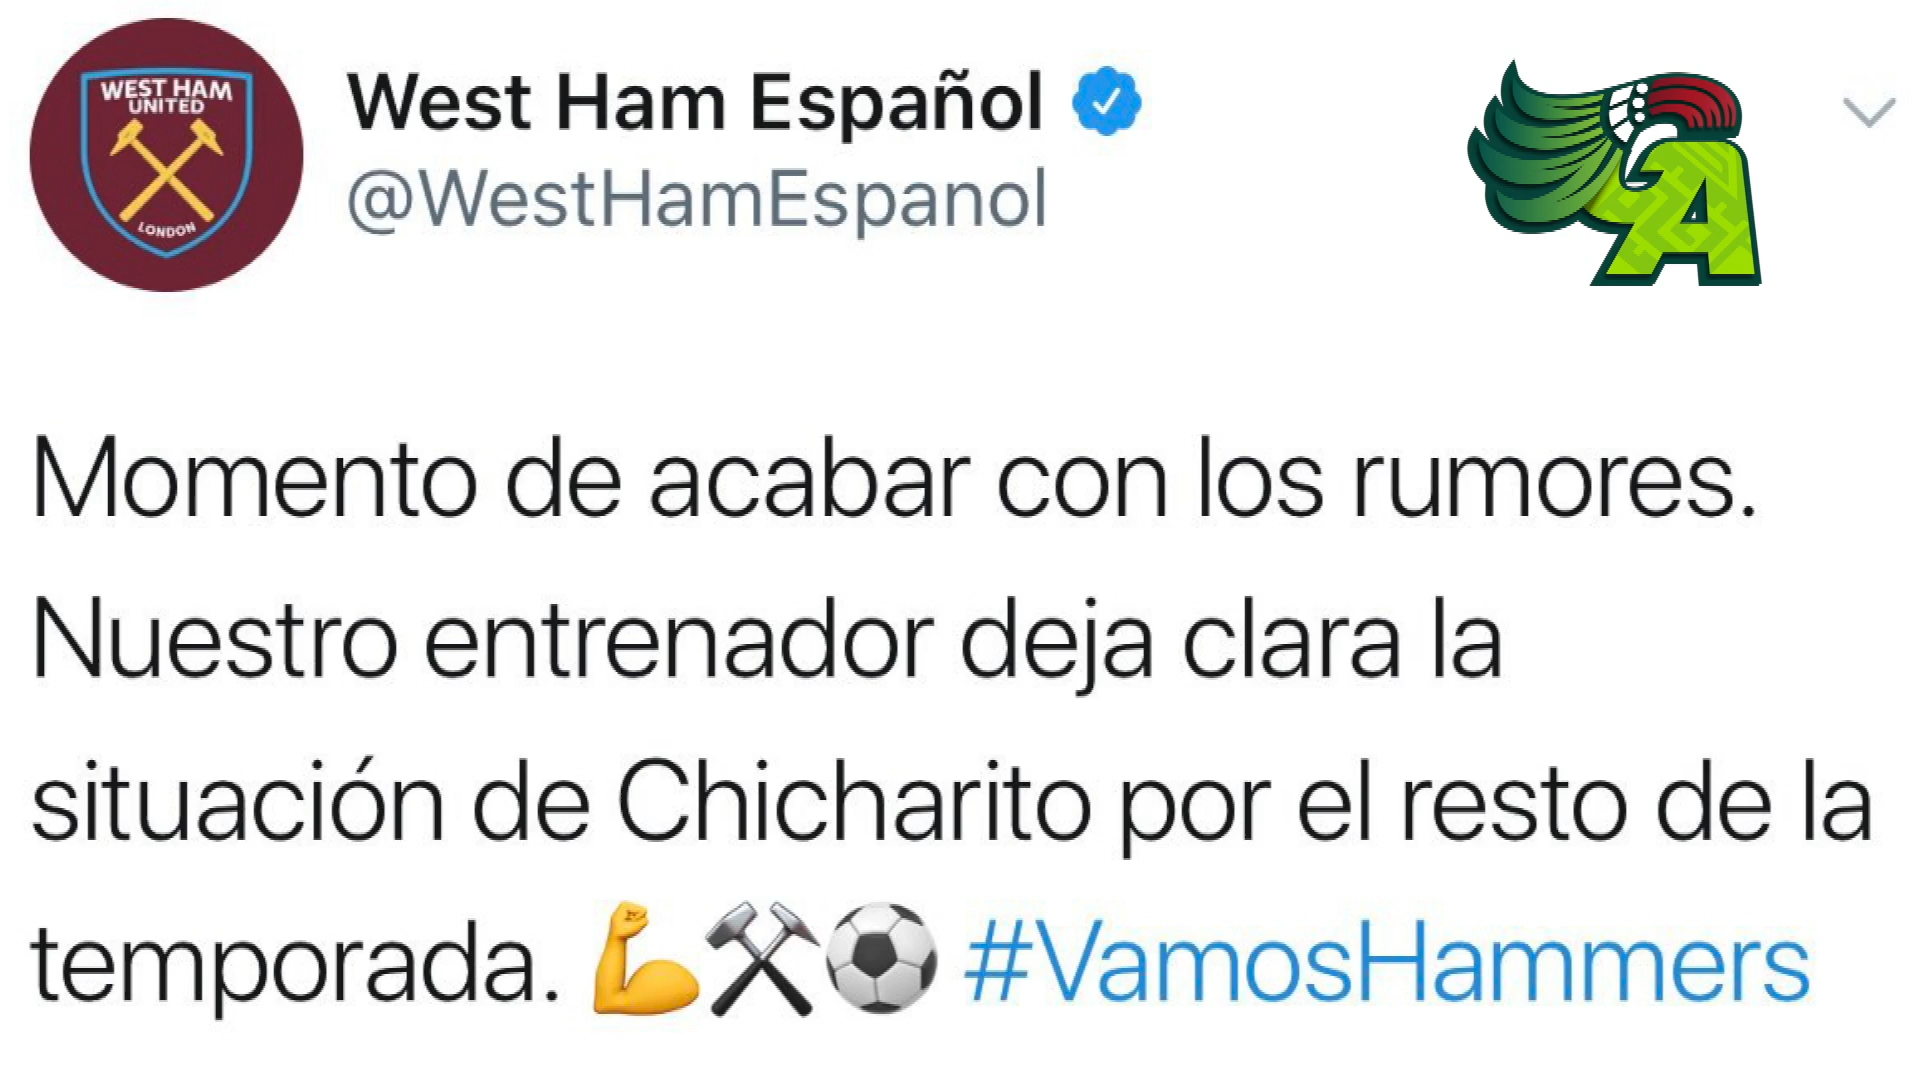 WEST HAM
UNITED
LONDON
West Ham Español
@WestHamEspanol
A
Momento de acabar con los rumores.
Nuestro entrenador deja clara la
situación de Chicharito por el resto de la
temporada. 💪⚒⚽ #VamosHammers